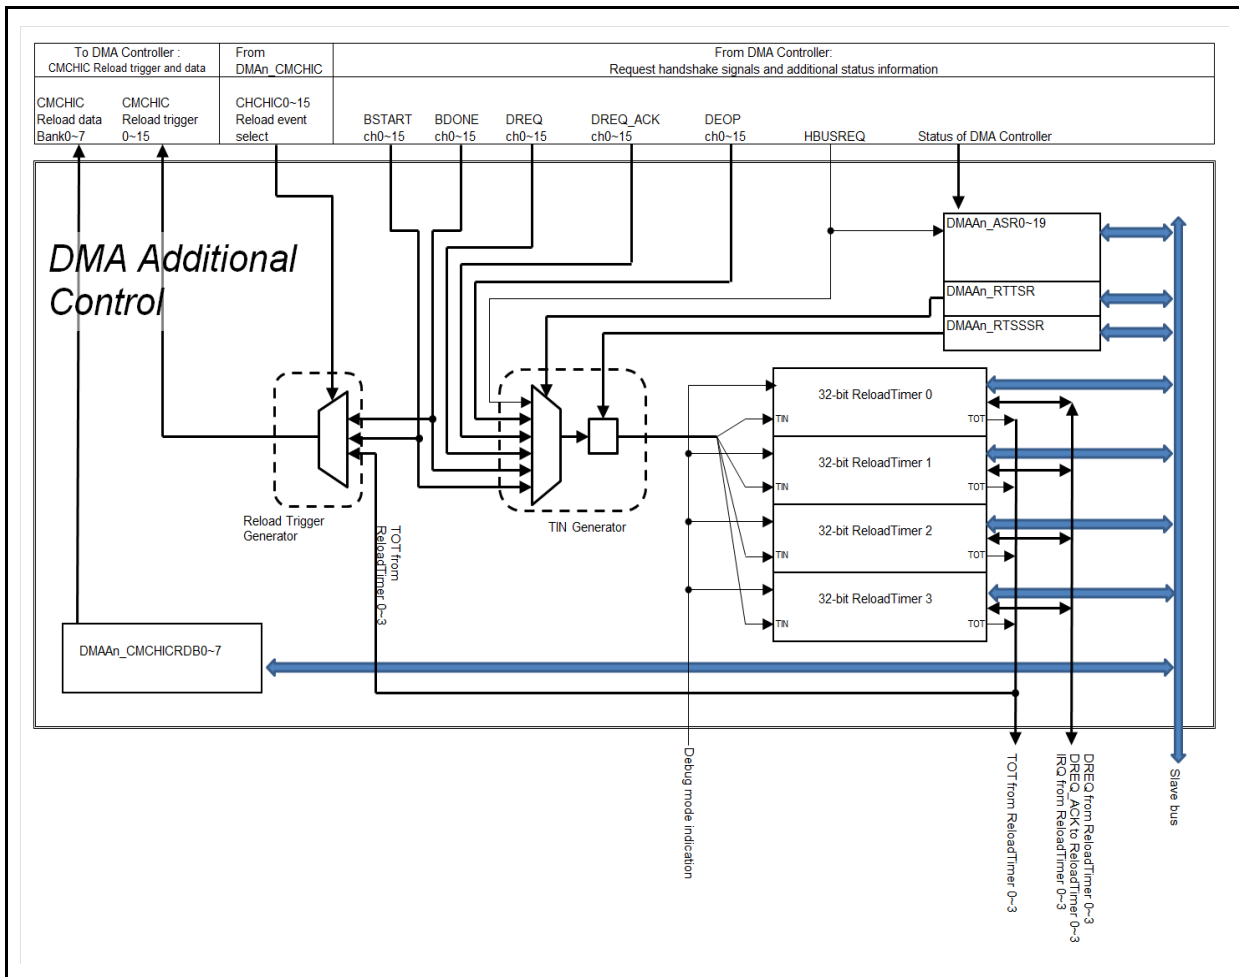 To DMA Controller :
CMCHIC Reload trigger and data
From
DMAn_CMCHIC
From DMA Controller:
Request handshake signals and additional status information
CMCHIC
Reload data
Bank0~7
CMCHIC
Reload trigger
0~15
CHCHIC0~15
Reload event
select
BSTART
ch0~15
BDONE
ch0~15
DREQ
ch0~15
DREQ_ACK
ch0~15
DEOP
ch0~15
HBUSREQ
Status of DMA Controller
DMA Additional
Control
DMAAn_ASR0~19
DMAAn_RTTSR
DMAAn_RTSSSR
32-bit ReloadTimer 0
TIN
TOT
32-bit ReloadTimer 1
TIN
TOT
32-bit ReloadTimer 2
TIN
TOT
32-bit ReloadTimer 3
TIN
TOT
Reload Trigger
Generator
TIN Generator
TOT from
ReloadTimer 0~3
DMAAn_CMCHICRDB0~7
Debug mode indication
TOT from ReloadTimer 0~3
DREQ from ReloadTimer 0~3
DREQ_ACK to ReloadTimer 0~3
IRQ from ReloadTimer 0~3
Slave bus